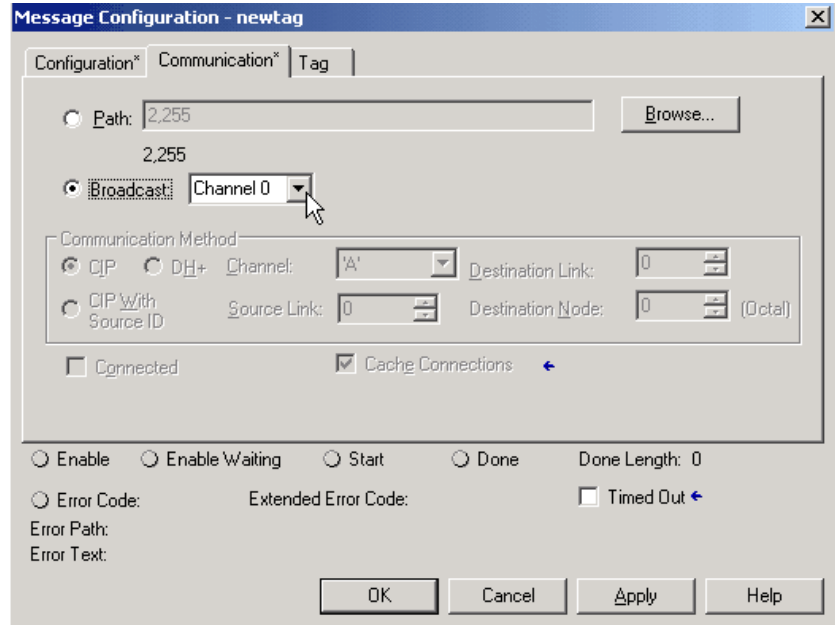 Message Configuration - newtag
Configuration* Communication* Tag
Path: 2,255 Browse...
2,255
Broadcast: Channel 0
Communication Method
CIP DH+ Channel: 'A' Destination Link: 0
CIP With
Source ID Source Link: 0 Destination Node: 0 (Octal)
Connected Cache Connections ←
Enable Enable Waiting Start Done Done Length: 0
Error Code: Extended Error Code: Timed Out ←
Error Path:
Error Text:
OK Cancel Apply Help